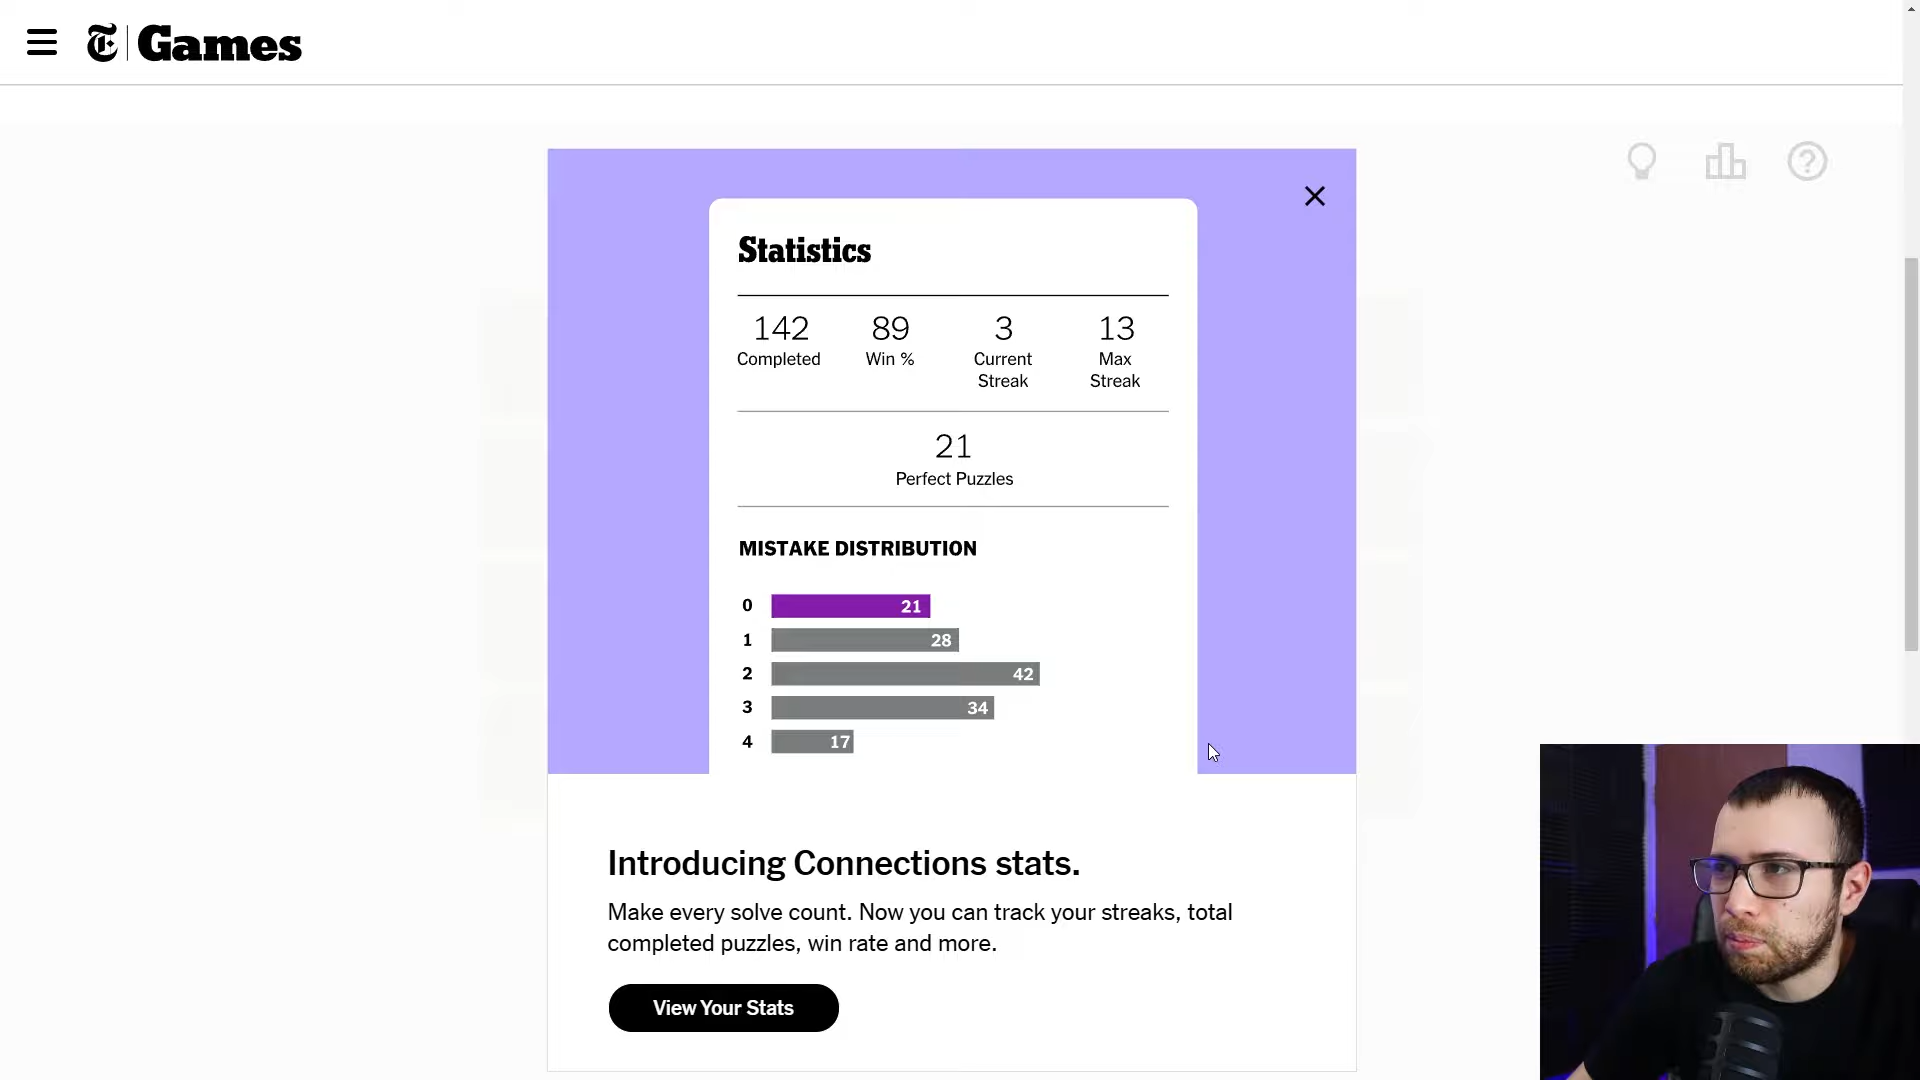 Games
Statistics
142 89 3 13
Completed Win % Current Streak Max Streak
21
Perfect Puzzles
MISTAKE DISTRIBUTION
0 21
1 28
2 42
3 34
4 17
Introducing Connections stats.
Make every solve count. Now you can track your streaks, total
completed puzzles, win rate and more.
View Your Stats